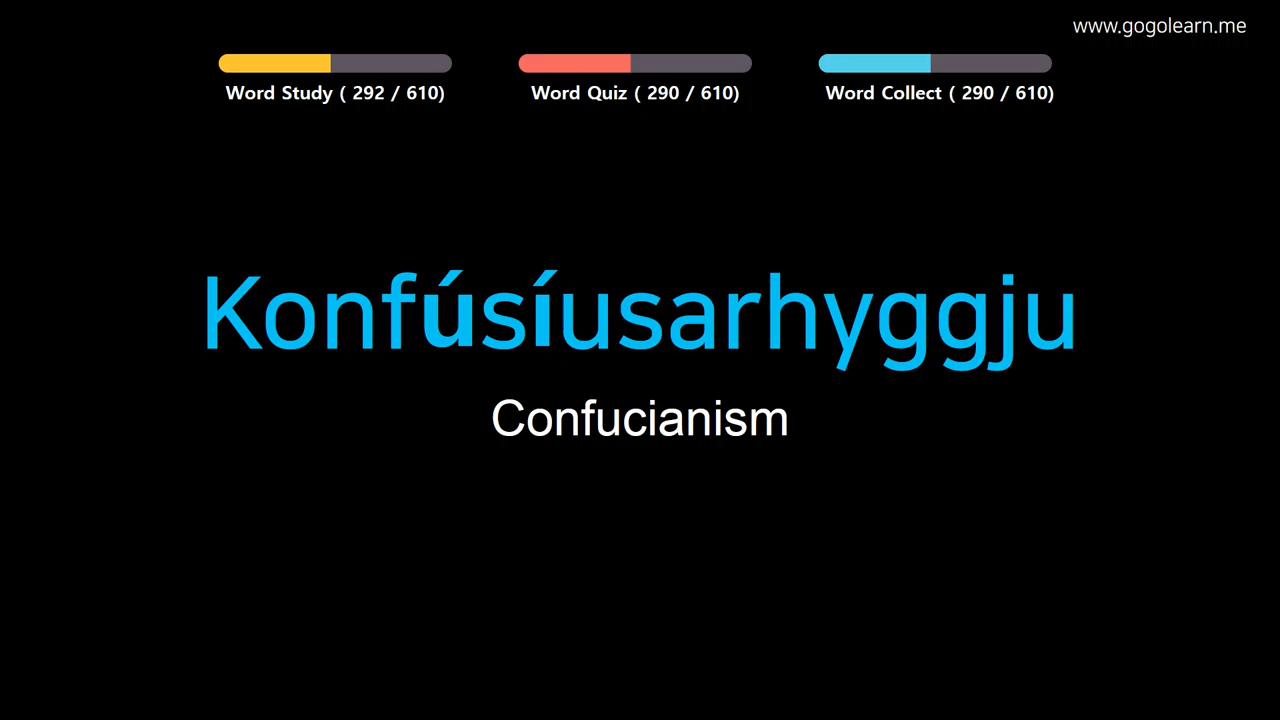 www.gogolearn.me
Word Study ( 292 / 610)
Word Quiz ( 290 / 610)
Word Collect ( 290 / 610)
Konfúsíusarhyggju
Confucianism